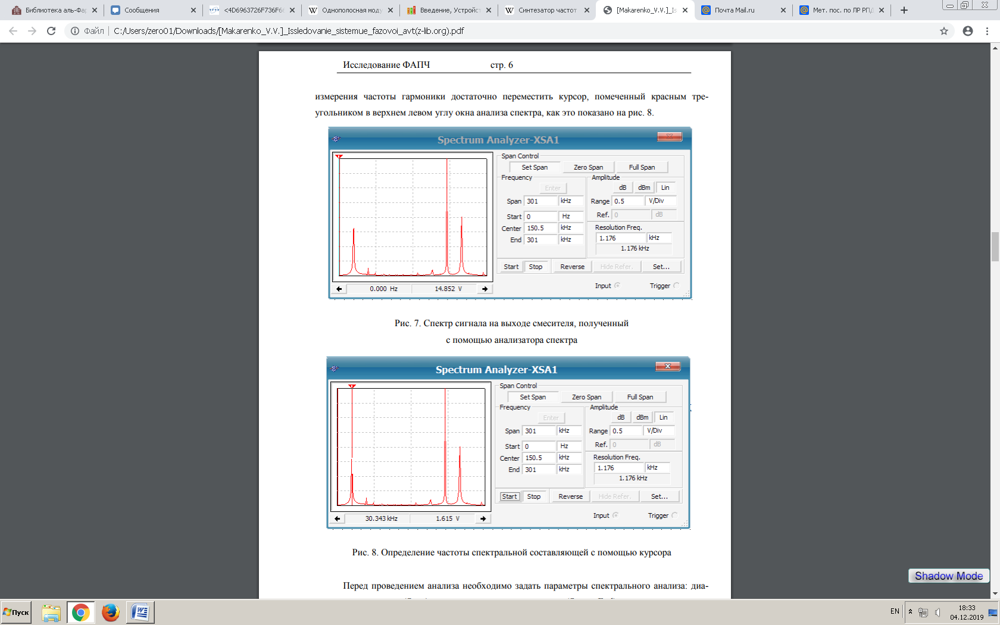 Библиотека аль-Фар
Сообщения
<4D6963726F736F66
Однополосная моду
Введение, Устройст
Синтезатор частот
[Makarenko_V.V.]_Is
Почта Mail.ru
Мет. пос. по ЛР РПД
Файл
C:/Users/zero01/Downloads/[Makarenko_V.V.]_Issledovanie_sistemue_fazovoi_avt(z-lib.org).pdf
Исследование ФАПЧ стр. 6
измерения частоты гармоники достаточно переместить курсор, помеченный красным тре-
угольником в верхнем левом углу окна анализа спектра, как это показано на рис. 8.
Spectrum Analyzer-XSA1
Span Control
Set Span Zero Span Full Span
Frequency Amplitude
Enter dB dBm Lin
Span 301 kHz Range 0.5 V/Div
Start 0 Hz Ref. 0 dB
Center 150.5 kHz Resolution Freq.
End 301 kHz 1.176 kHz
1.176 kHz
Start Stop Reverse Hide Refer. Set...
0.000 Hz 14.852 V Input Trigger
Рис. 7. Спектр сигнала на выходе смесителя, полученный
с помощью анализатора спектра
Spectrum Analyzer-XSA1
Span Control
Set Span Zero Span Full Span
Frequency Amplitude
Enter dB dBm Lin
Span 301 kHz Range 0.5 V/Div
Start 0 Hz Ref. 0 dB
Center 150.5 kHz Resolution Freq.
End 301 kHz 1.176 kHz
1.176 kHz
Start Stop Reverse Hide Refer. Set...
30.343 kHz 1.615 V Input Trigger
Рис. 8. Определение частоты спектральной составляющей с помощью курсора
Перед проведением анализа необходимо задать параметры спектрального анализа: диа-
Shadow Mode
Пуск
EN
18:33
04.12.2019